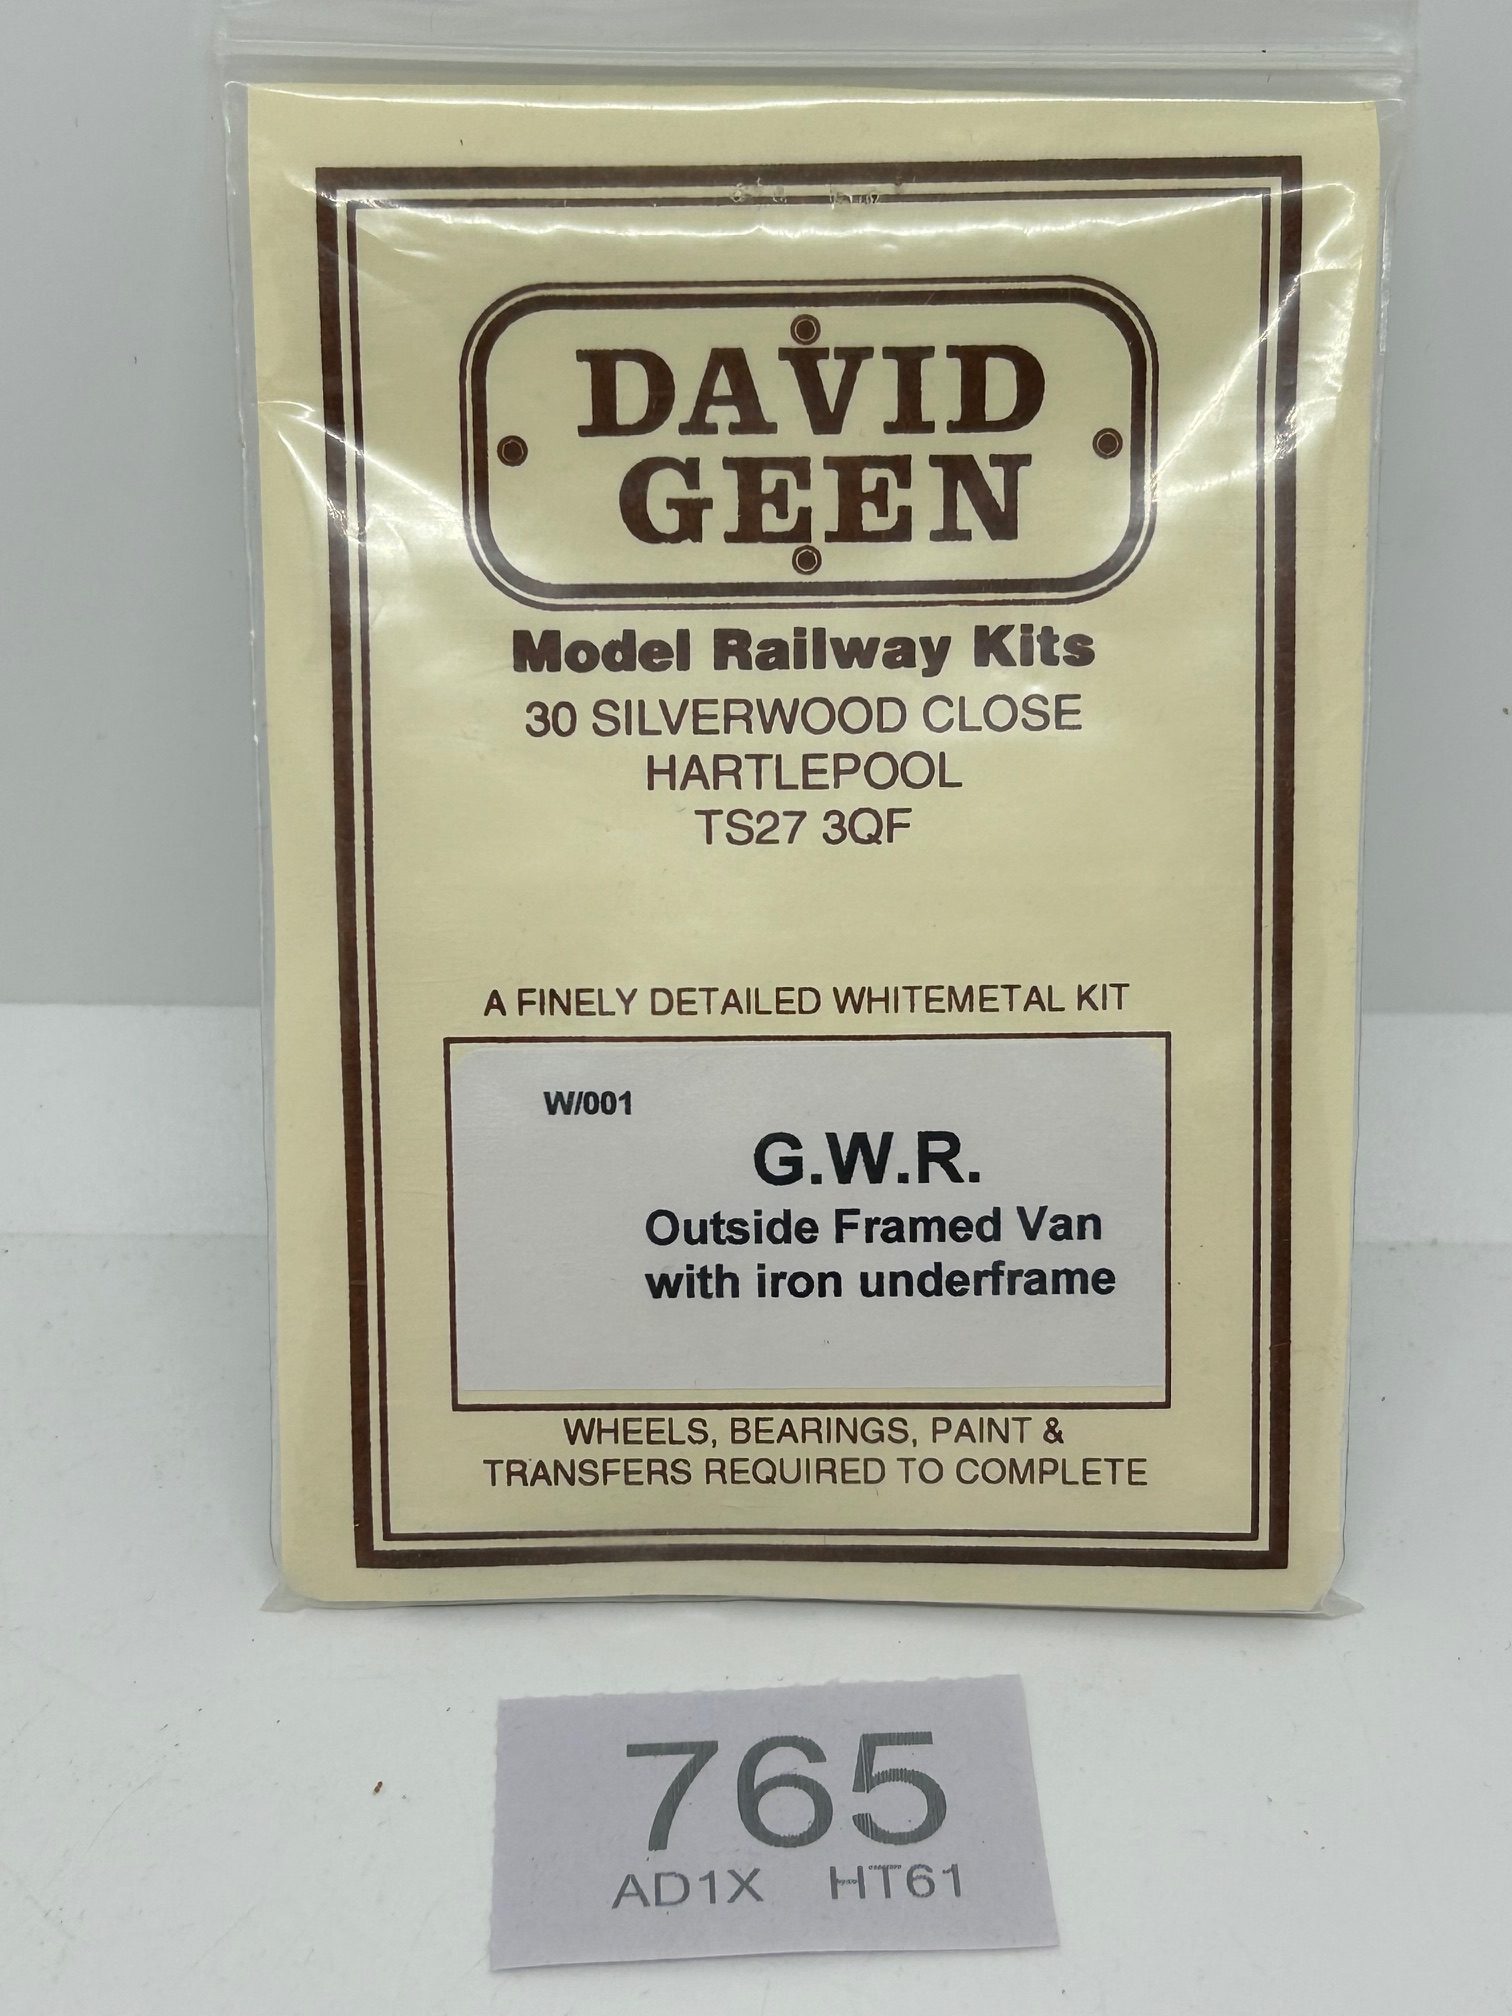 DAVID
GEEN
Model Railway Kits
30 SILVERWOOD CLOSE
HARTLEPOOL
TS27 3QF
A FINELY DETAILED WHITEMETAL KIT
W/001
G.W.R.
Outside Framed Van
with iron underframe
WHEELS, BEARINGS, PAINT &
TRANSFERS REQUIRED TO COMPLETE
765
AD1X HT61